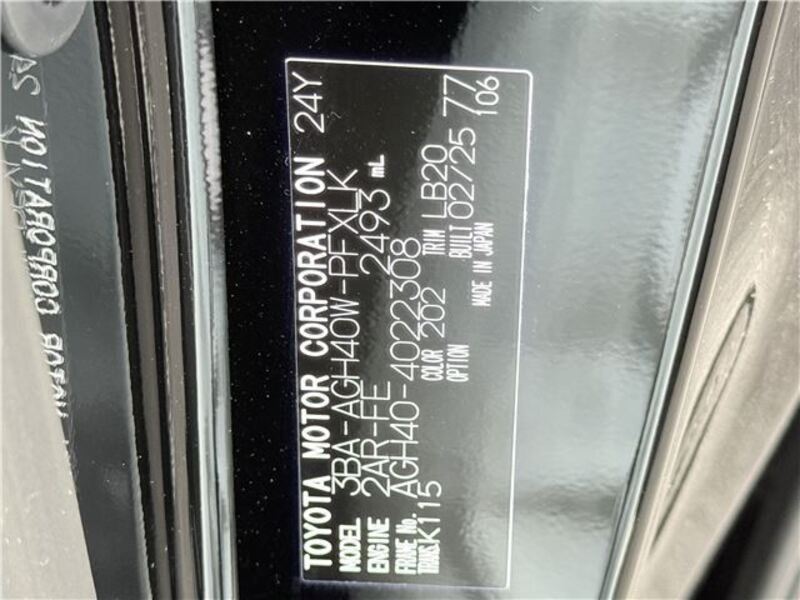 TOYOTA MOTOR CORPORATION 24Y
MODEL 3BA-AGH40W-PFXLK
ENGINE 2AR-FE 2493 mL
FRAME No. AGH40-4022308
COLOR 202 TRIM LB20
TRANS. K115 OPTION BUILT 02725 77
MADE IN JAPAN 106